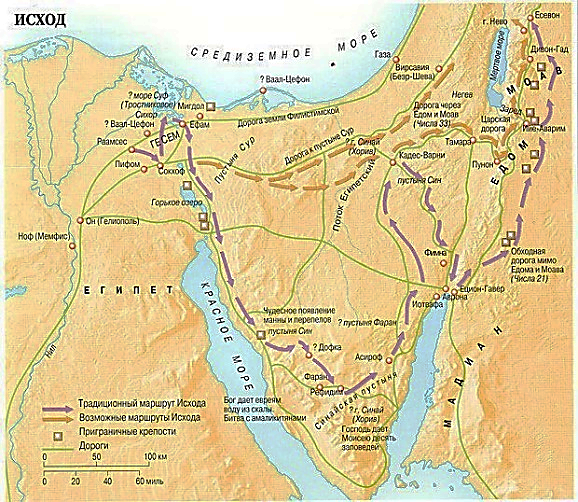 ИСХОД
СРЕДИЗЕМНОЕ МОРЕ
г. Нево
Есевон
Дивон-Гад
Мертвое море
МОАВ
Газа
Вирсавия
(Беэр-Шева)
Негев
? Ваал-Цефон
? море Суф
(Тростниковое)
Сихор
? Ваал-Цефон
Мигдол
Раамсес
ГЕСЕМ
Ефам
Дорога земли Филистимской
Дорога через
Едом и Моав
(Числа 33)
Заред
Царская
дорога
Ийе-Аварим
Пифом
Сокхоф
Пустыня Сур
Дорога к пустыне Сур
? г. Синай
(Хорив)
Кадес-Варни
Тамара
Пунон
ЕДОМ
пустыня Син
Поток Египетский
Горькое озеро
Он (Гелиополь)
Ноф (Мемфис)
Фимна
Обходная
дорога мимо
Едома и Моава
(Числа 21)
Ецион-Гавер
Аврона
Иотвафа
ЕГИПЕТ
КРАСНОЕ МОРЕ
Нил
Чудесное появление
манны и перепелов
пустыня Син
? пустыня Фаран
? Дофка
Асироф
Фаран
Рефидим
Синайская пустыня
МАДИАН
Бог дает евреям
воду из скалы.
Битва с амаликитянами
? г. Синай
(Хорив)
Господь дает
Моисею десять
заповедей
Традиционный маршрут Исхода
Возможные маршруты Исхода
Приграничные крепости
Дороги
0 50 100 км
0 20 40 60 миль